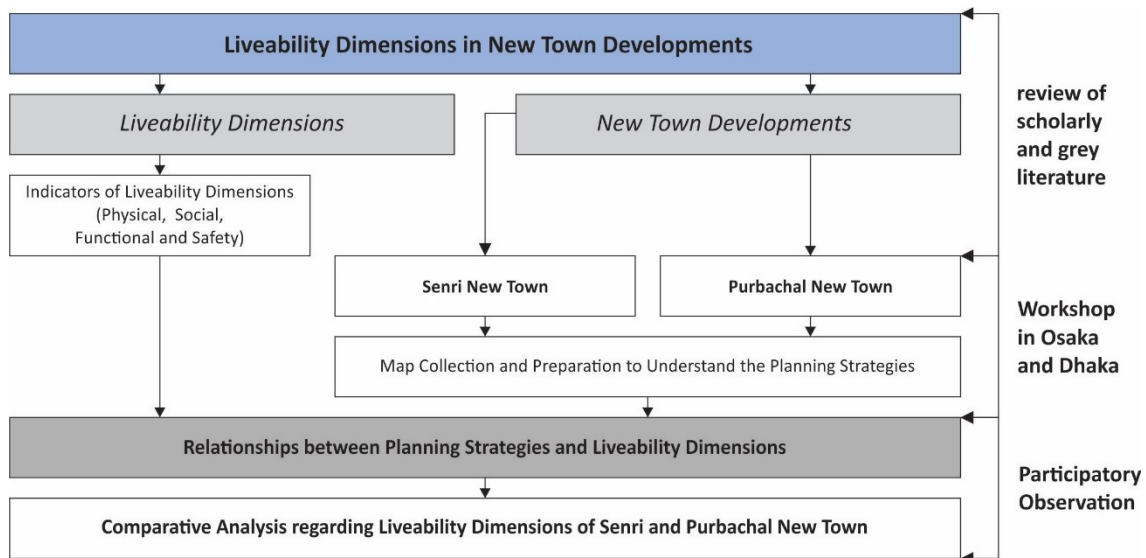 Liveability Dimensions in New Town Developments
Liveability Dimensions
New Town Developments
Indicators of Liveability Dimensions
(Physical, Social,
Functional and Safety)
Senri New Town
Purbachal New Town
Map Collection and Preparation to Understand the Planning Strategies
Relationships between Planning Strategies and Liveability Dimensions
Comparative Analysis regarding Liveability Dimensions of Senri and Purbachal New Town
review of
scholarly
and grey
literature
Workshop
in Osaka
and Dhaka
Participatory
Observation